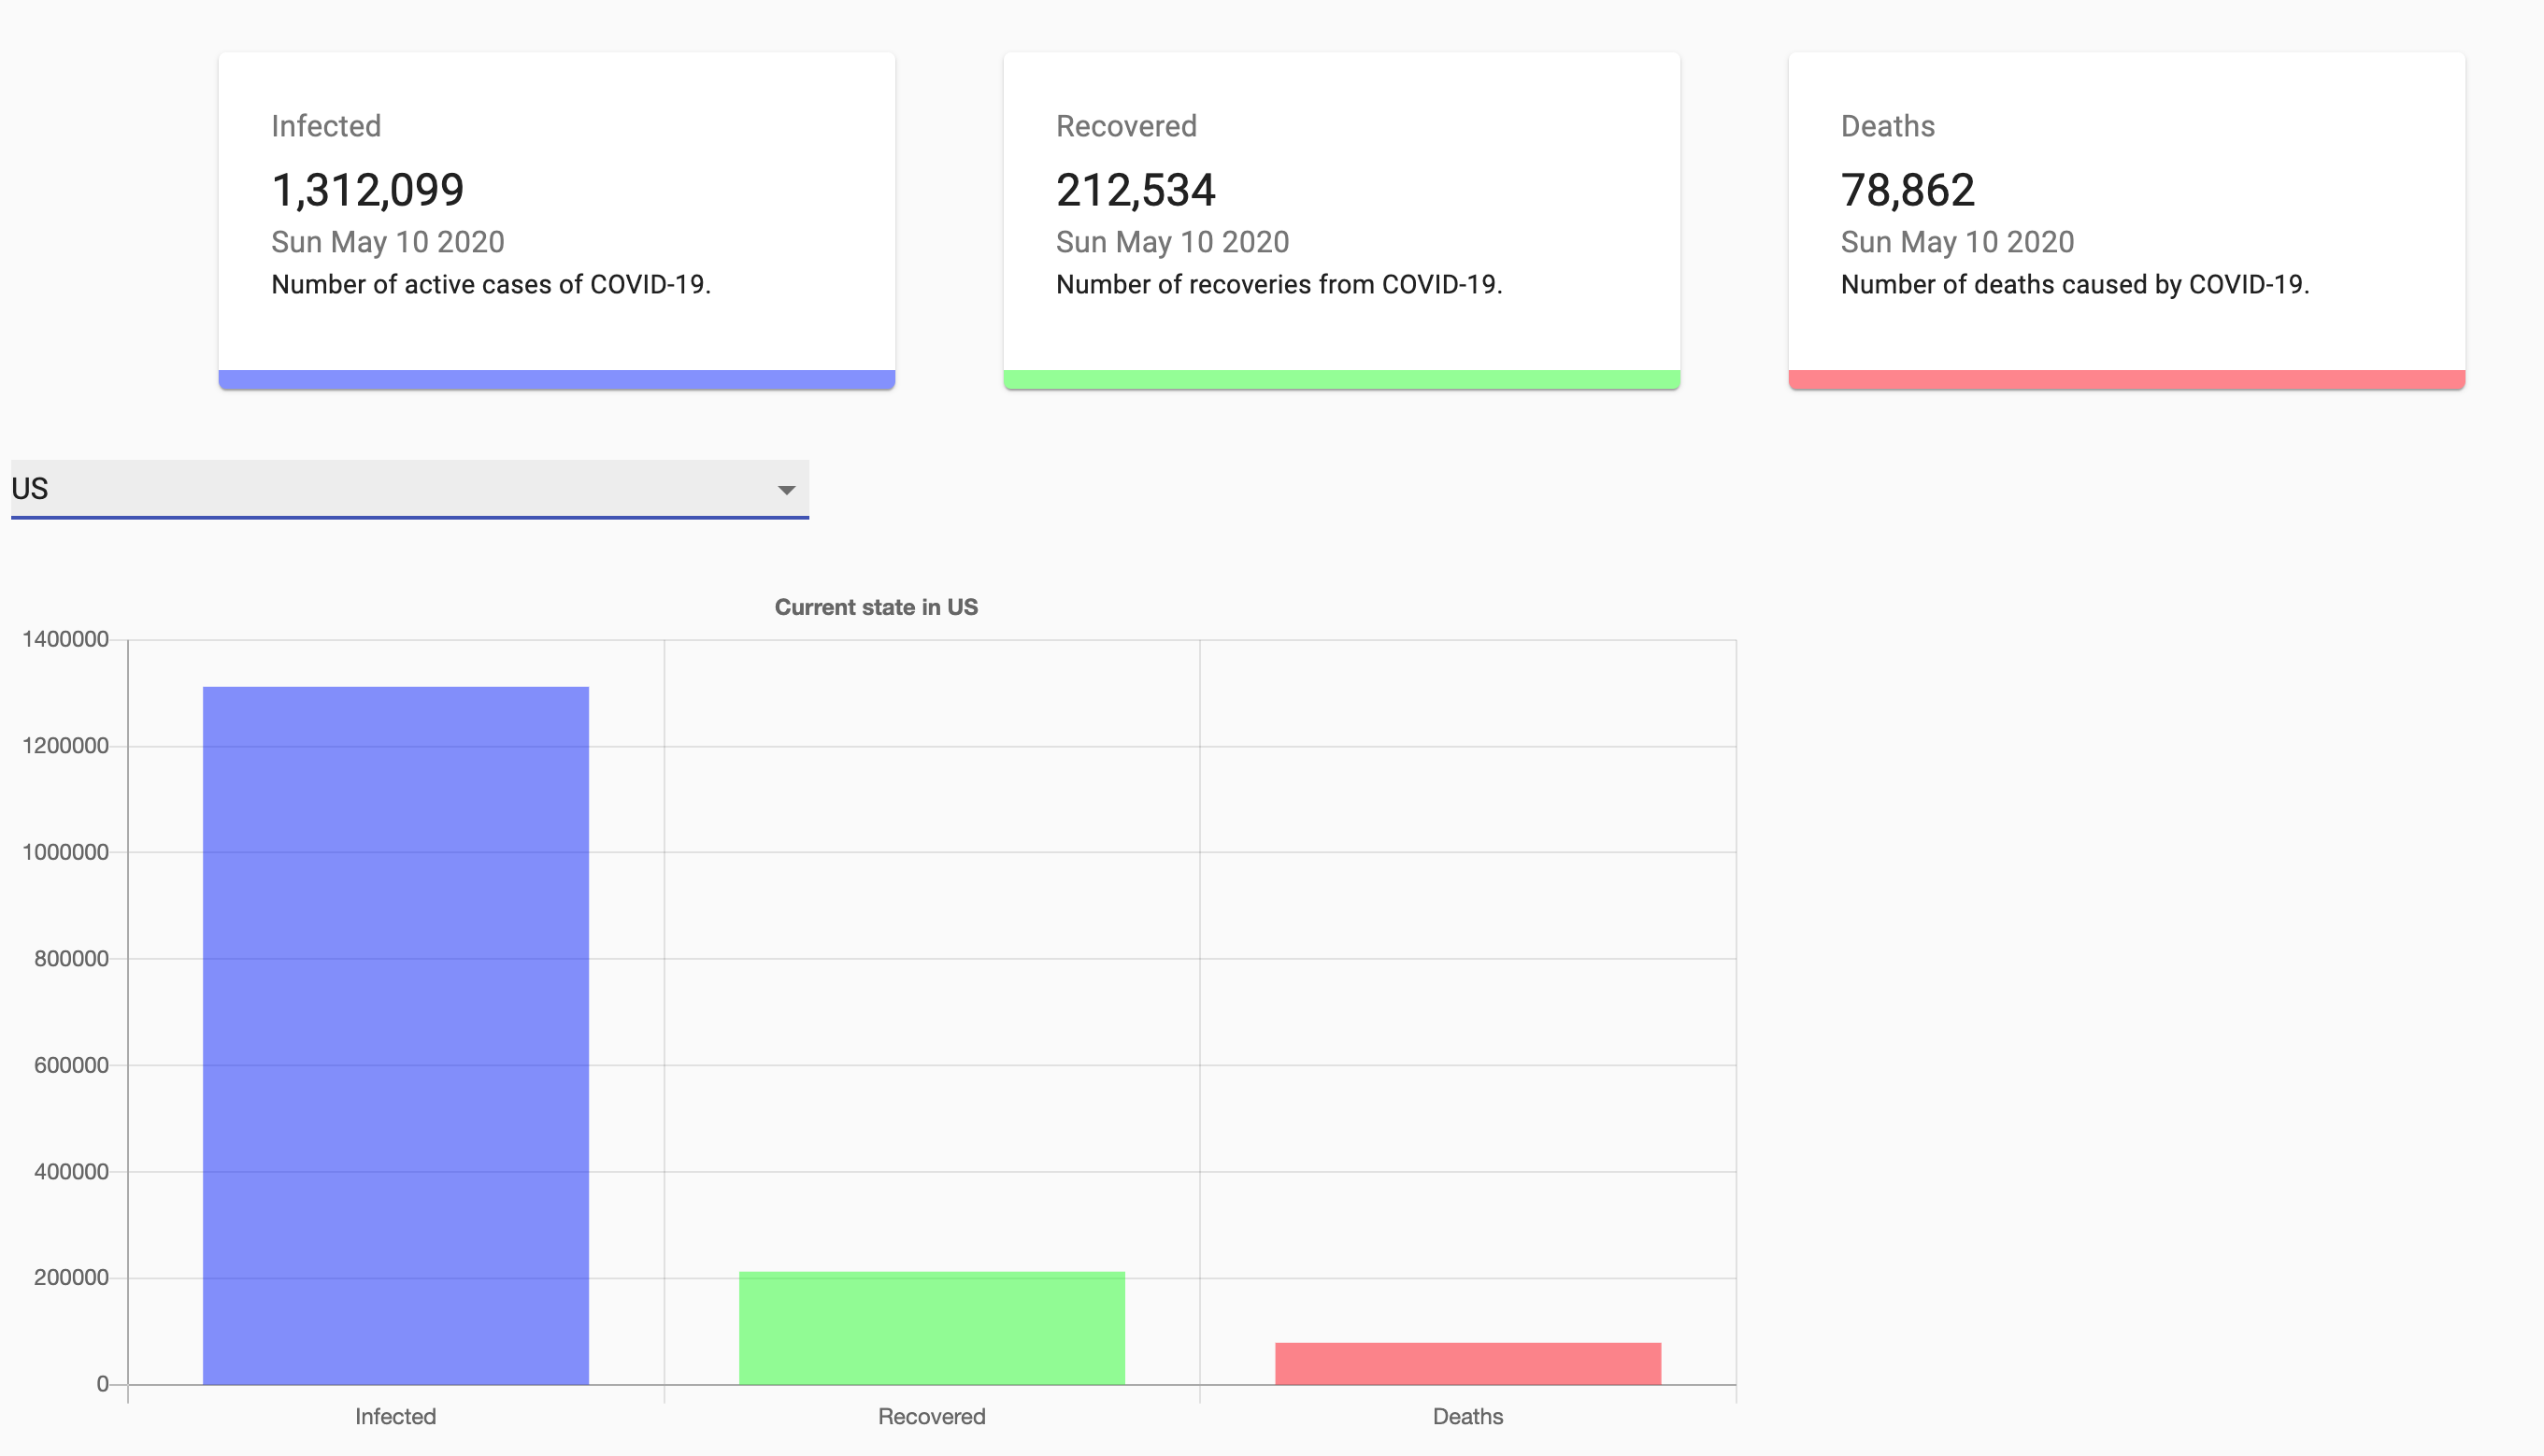 Infected
1,312,099
Sun May 10 2020
Number of active cases of COVID-19.
Recovered
212,534
Sun May 10 2020
Number of recoveries from COVID-19.
Deaths
78,862
Sun May 10 2020
Number of deaths caused by COVID-19.
US
Current state in US
1400000
1200000
1000000
800000
600000
400000
200000
0
Infected
Recovered
Deaths